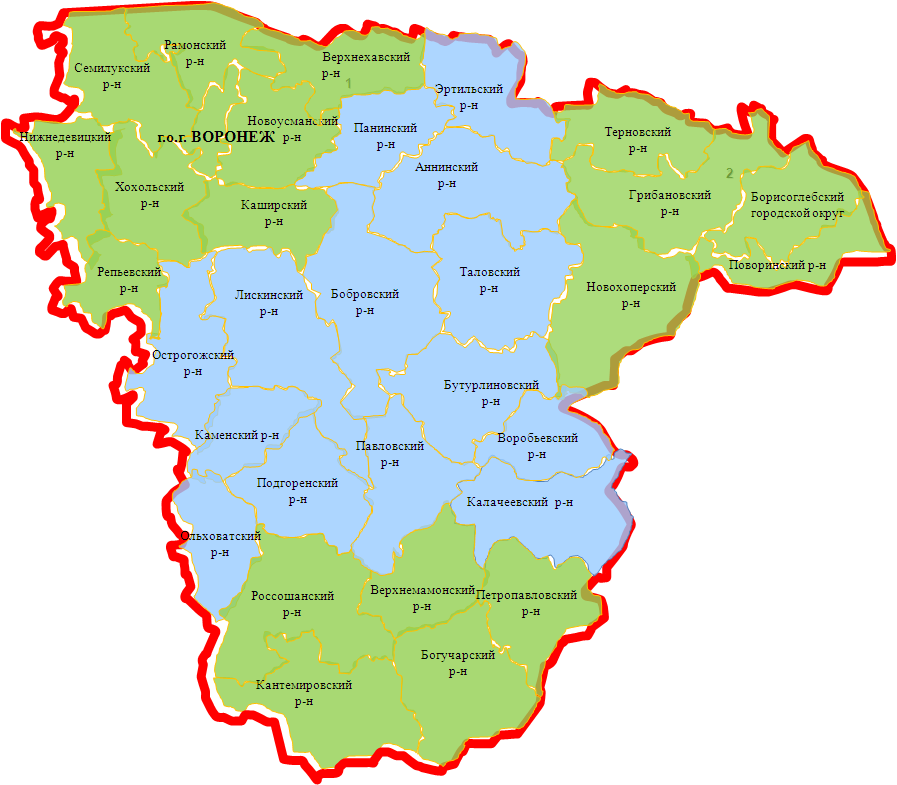 Рамонский
р-н
Семилукский
р-н
Верхнехавский
р-н
1
Эртильский
р-н
Нижнедевицкий
р-н
г.о.г. ВОРОНЕЖ
Новоусманский
р-н
Панинский
р-н
Терновский
р-н
Аннинский
р-н
2
Хохольский
р-н
Каширский
р-н
Грибановский
р-н
Борисоглебский
городской округ
Репьевский
р-н
Лискинский
р-н
Бобровский
р-н
Таловский
р-н
Новохоперский
р-н
Поворинский р-н
Острогожский
р-н
Бутурлиновский
р-н
Каменский р-н
Павловский
р-н
Воробьевский
р-н
Подгоренский
р-н
Калачеевский р-н
Ольховатский
р-н
Россошанский
р-н
Верхнемамонский
р-н
Петропавловский
р-н
Богучарский
р-н
Кантемировский
р-н